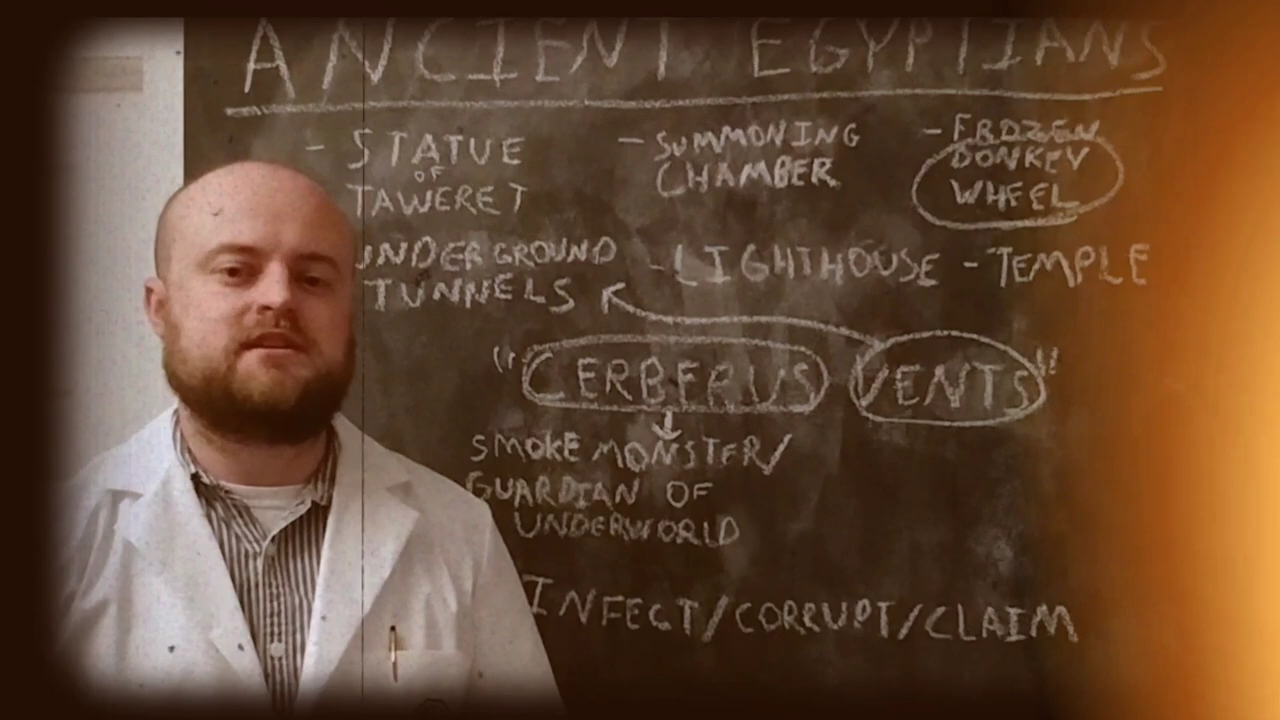 ANCIENT EGYPTIANS
- STATUE OF TAWERET
- SUMMONING CHAMBER
- FROZEN DONKEY WHEEL
UNDERGROUND TUNNELS
- LIGHTHOUSE
- TEMPLE
"CERBERUS VENTS"
SMOKE MONSTER/
GUARDIAN OF
UNDERWORLD
INFECT/CORRUPT/CLAIM